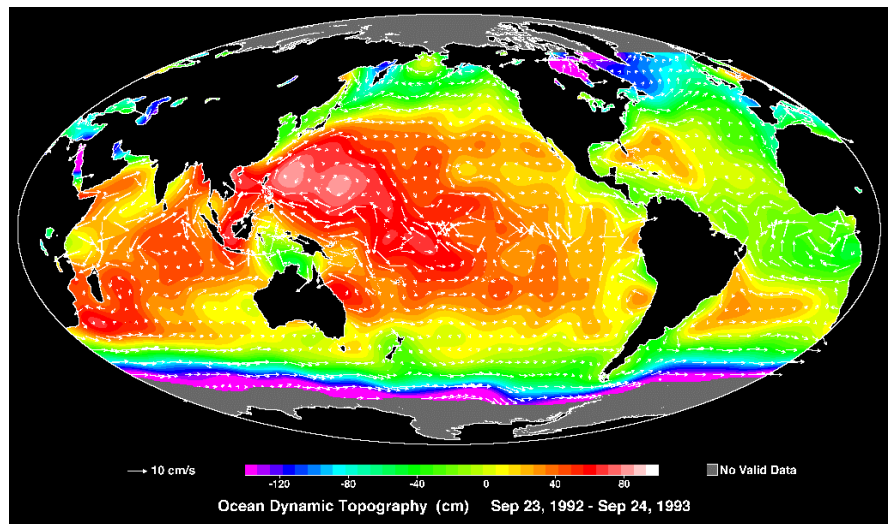 10 cm/s
-120 -80 -40 0 40 80
No Valid Data
Ocean Dynamic Topography (cm) Sep 23, 1992 - Sep 24, 1993